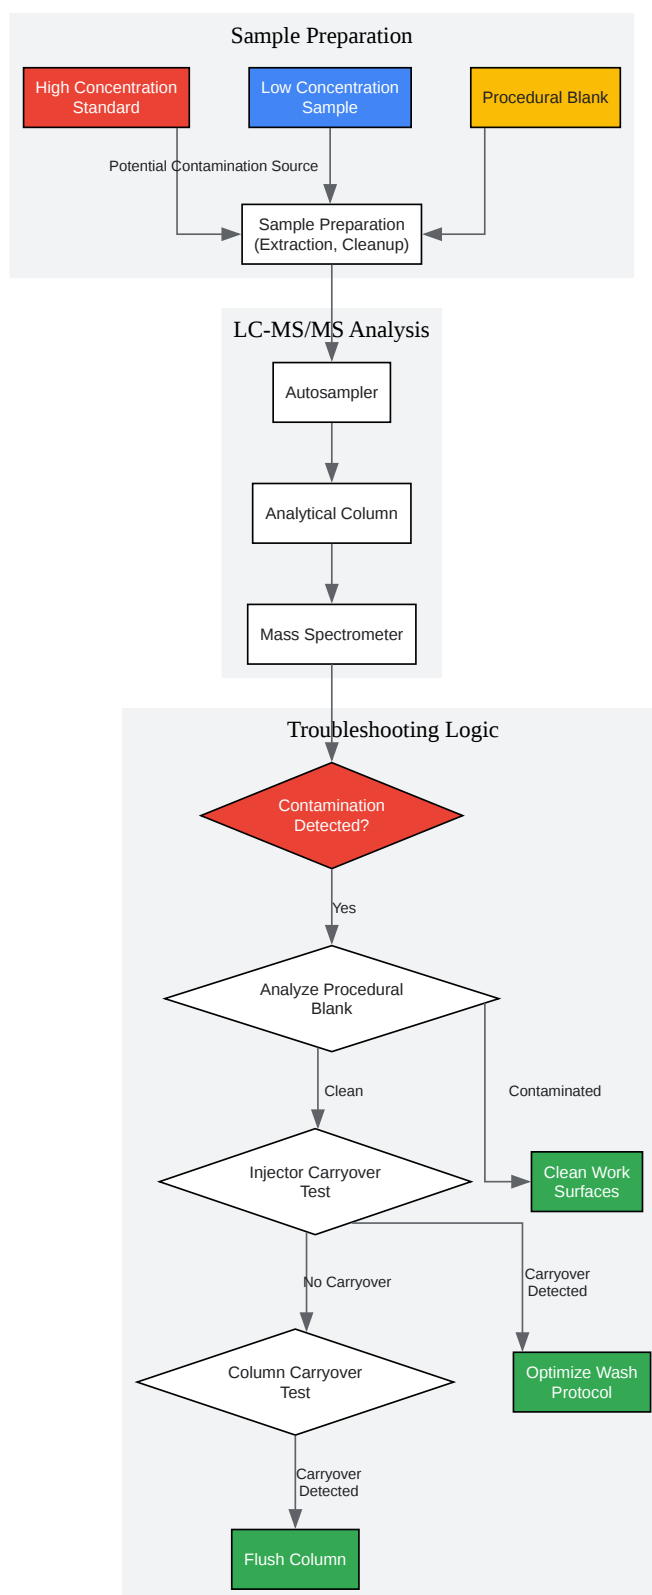 Sample Preparation
High Concentration
Standard
Low Concentration
Sample
Procedural Blank
Potential Contamination Source
Sample Preparation
(Extraction, Cleanup)
LC-MS/MS Analysis
Autosampler
Analytical Column
Mass Spectrometer
Troubleshooting Logic
Contamination
Detected?
Yes
Analyze Procedural
Blank
Clean
Contaminated
Injector Carryover
Test
Clean Work
Surfaces
No Carryover
Carryover
Detected
Column Carryover
Test
Optimize Wash
Protocol
Carryover
Detected
Flush Column